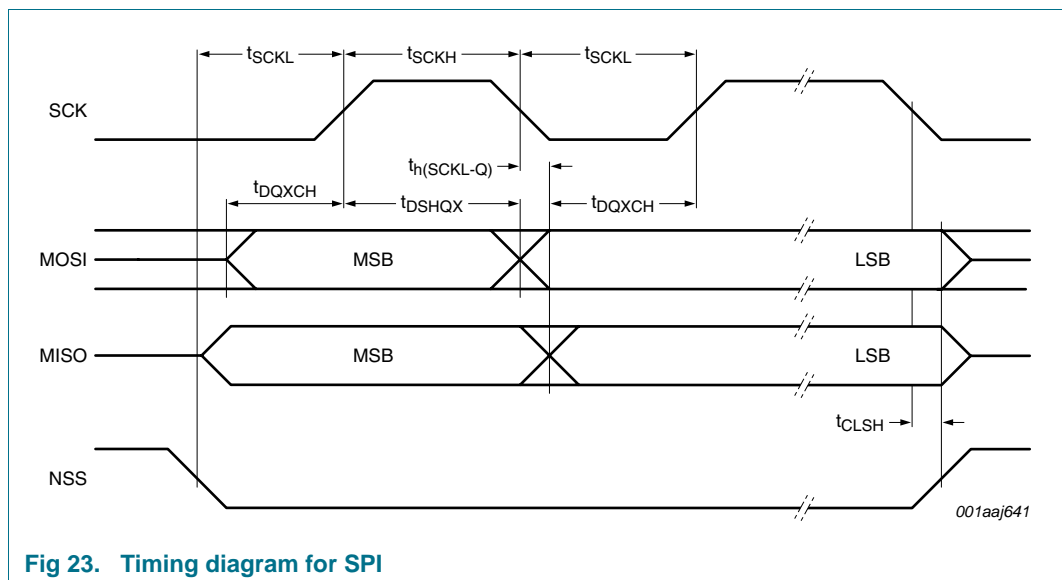 tSCKL tSCKH tSCKL
SCK
th(SCKL-Q)
tDQXCH tDSHQX tDQXCH
MOSI MSB LSB
MISO MSB LSB
tCLSH
NSS
001aaj641
Fig 23. Timing diagram for SPI